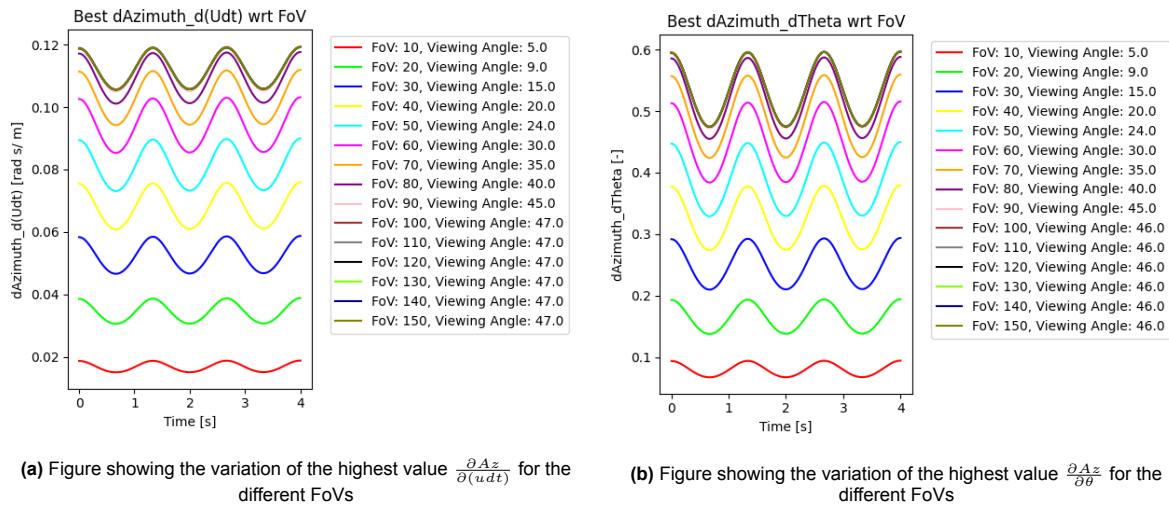 Best dAzimuth_d(Udt) wrt FoV
dAzimuth_d(Udt) [rad s/m]
0.12
0.10
0.08
0.06
0.04
0.02
0
1
2
3
4
Time [s]
FoV: 10, Viewing Angle: 5.0
FoV: 20, Viewing Angle: 9.0
FoV: 30, Viewing Angle: 15.0
FoV: 40, Viewing Angle: 20.0
FoV: 50, Viewing Angle: 24.0
FoV: 60, Viewing Angle: 30.0
FoV: 70, Viewing Angle: 35.0
FoV: 80, Viewing Angle: 40.0
FoV: 90, Viewing Angle: 45.0
FoV: 100, Viewing Angle: 47.0
FoV: 110, Viewing Angle: 47.0
FoV: 120, Viewing Angle: 47.0
FoV: 130, Viewing Angle: 47.0
FoV: 140, Viewing Angle: 47.0
FoV: 150, Viewing Angle: 47.0
(a) Figure showing the variation of the highest value ∂Az/∂(udt) for the
different FoVs
Best dAzimuth_dTheta wrt FoV
dAzimuth_dTheta [-]
0.6
0.5
0.4
0.3
0.2
0.1
0
1
2
3
4
Time [s]
FoV: 10, Viewing Angle: 5.0
FoV: 20, Viewing Angle: 9.0
FoV: 30, Viewing Angle: 15.0
FoV: 40, Viewing Angle: 20.0
FoV: 50, Viewing Angle: 24.0
FoV: 60, Viewing Angle: 30.0
FoV: 70, Viewing Angle: 35.0
FoV: 80, Viewing Angle: 40.0
FoV: 90, Viewing Angle: 45.0
FoV: 100, Viewing Angle: 46.0
FoV: 110, Viewing Angle: 46.0
FoV: 120, Viewing Angle: 46.0
FoV: 130, Viewing Angle: 46.0
FoV: 140, Viewing Angle: 46.0
FoV: 150, Viewing Angle: 46.0
(b) Figure showing the variation of the highest value ∂Az/∂θ for the
different FoVs